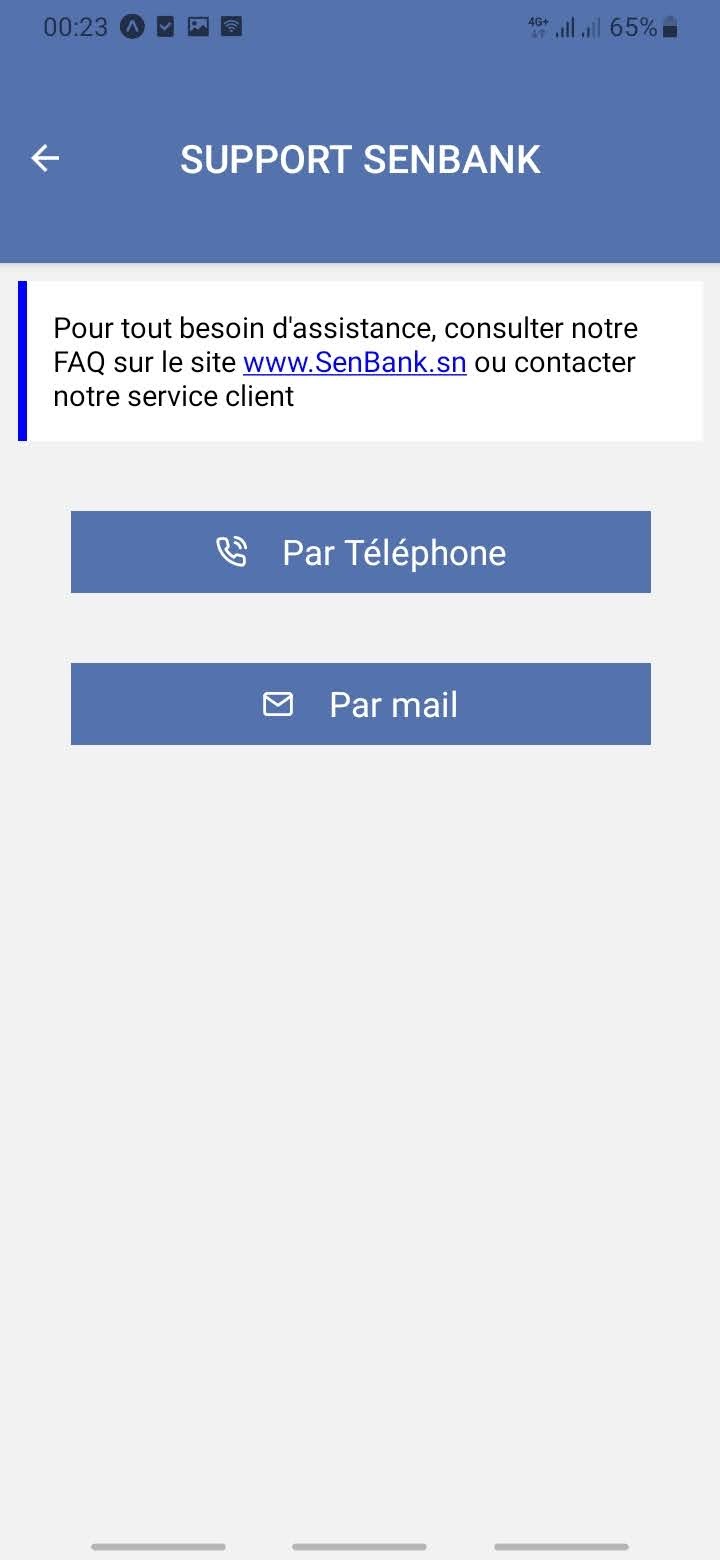 00:23
4G+ 65%
SUPPORT SENBANK
Pour tout besoin d'assistance, consulter notre
FAQ sur le site www.SenBank.sn ou contacter
notre service client
Par Téléphone
Par mail